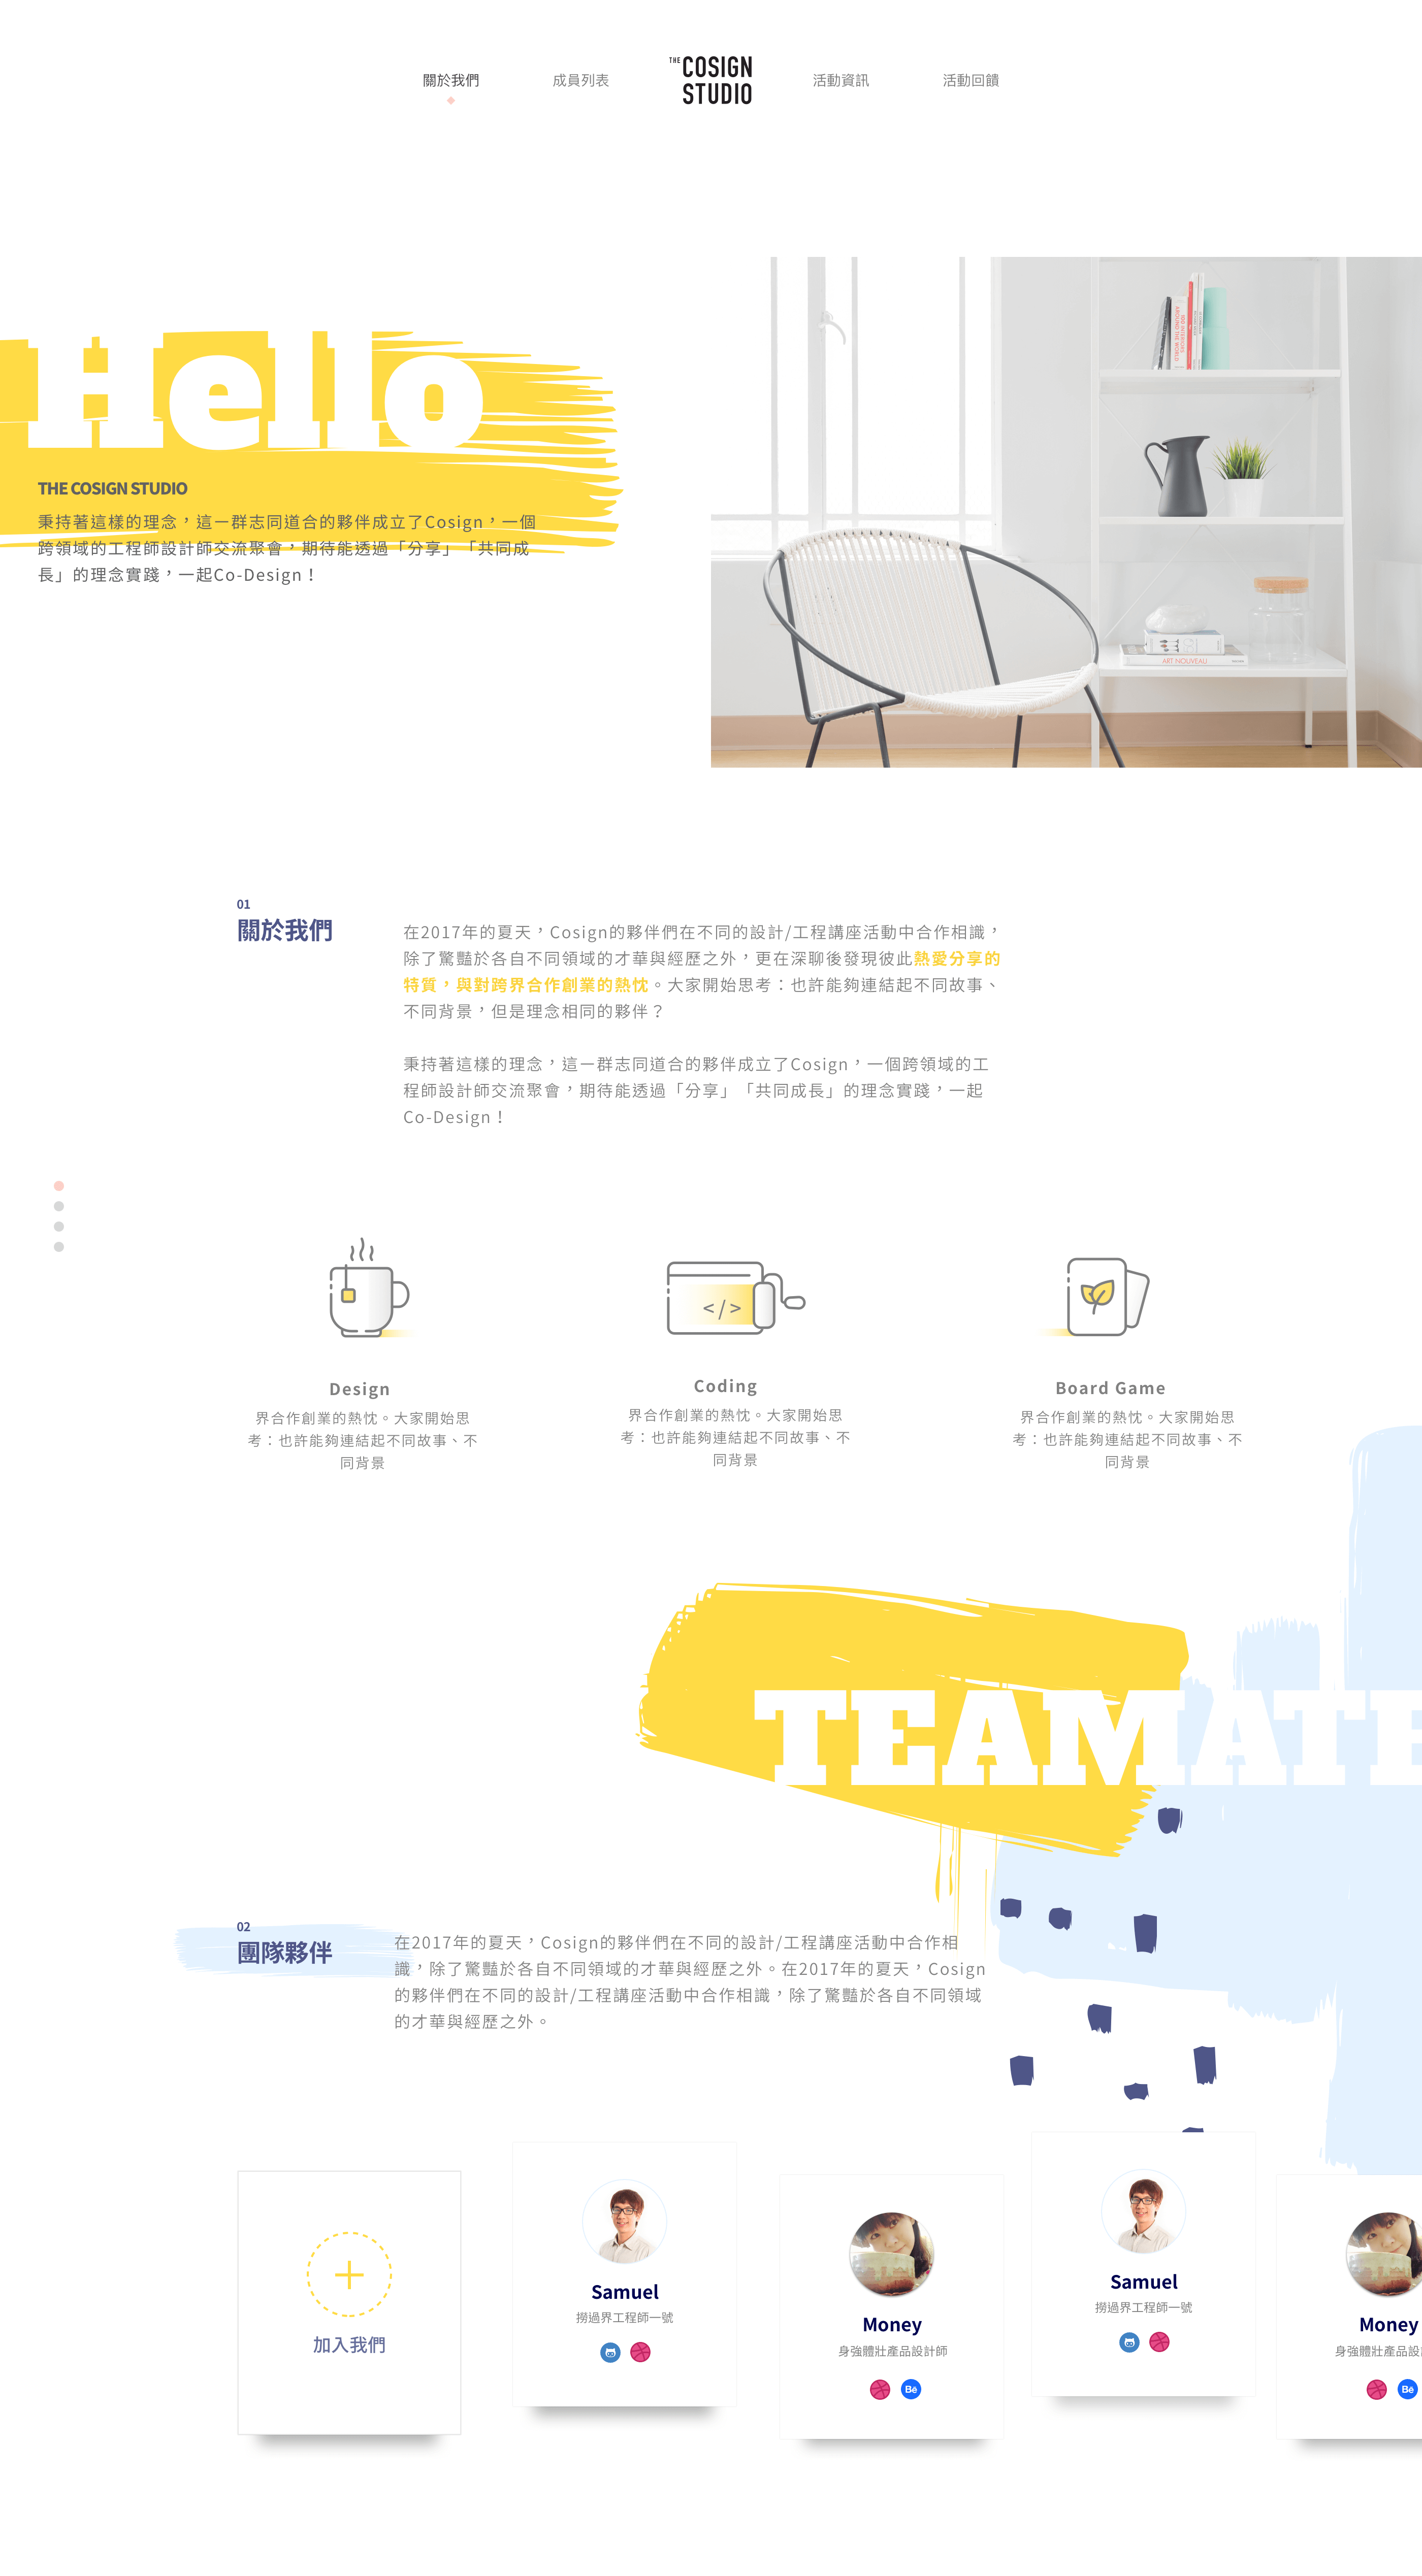 關於我們
成員列表
THE COSIGN
STUDIO
活動資訊
活動回饋
Hello
THE COSIGN STUDIO
秉持著這樣的理念，這一群志同道合的夥伴成立了Cosign，一個
跨領域的工程師設計師交流聚會，期待能透過「分享」「共同成
長」的理念實踐，一起Co-Design！
AROUND THE WORLD
ART NOUVEAU
01
關於我們
在2017年的夏天，Cosign的夥伴們在不同的設計/工程講座活動中合作相識，
除了驚豔於各自不同領域的才華與經歷之外，更在深聊後發現彼此熱愛分享的
特質，與對跨界合作創業的熱忱。大家開始思考：也許能夠連結起不同故事、
不同背景，但是理念相同的夥伴？
秉持著這樣的理念，這一群志同道合的夥伴成立了Cosign，一個跨領域的工
程師設計師交流聚會，期待能透過「分享」「共同成長」的理念實踐，一起
Co-Design！
</>
Design
界合作創業的熱忱。大家開始思
考：也許能夠連結起不同故事、不
同背景
Coding
界合作創業的熱忱。大家開始思
考：也許能夠連結起不同故事、不
同背景
Board Game
界合作創業的熱忱。大家開始思
考：也許能夠連結起不同故事、不
同背景
TEAMATE
02
團隊夥伴
在2017年的夏天，Cosign的夥伴們在不同的設計/工程講座活動中合作相
識，除了驚豔於各自不同領域的才華與經歷之外。在2017年的夏天，Cosign
的夥伴們在不同的設計/工程講座活動中合作相識，除了驚豔於各自不同領域
的才華與經歷之外。
加入我們
Samuel
撈過界工程師一號
Money
身強體壯產品設計師
Bē
Samuel
撈過界工程師一號
Money
身強體壯產品設
Bē